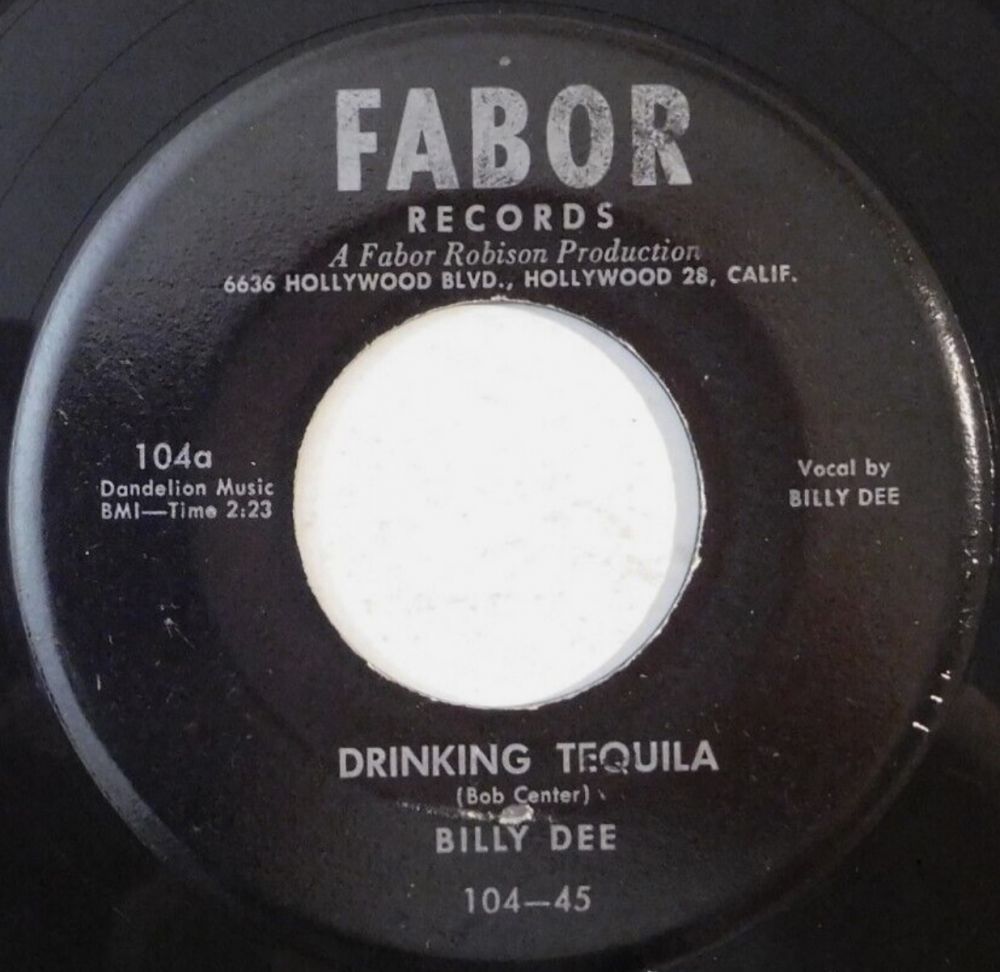 FABOR
RECORDS
A Fabor Robison Production
6636 HOLLYWOOD BLVD., HOLLYWOOD 28, CALIF.
104a
Dandelion Music
BMI—Time 2:23
Vocal by
BILLY DEE
DRINKING TEQUILA
(Bob Center)
BILLY DEE
104—45